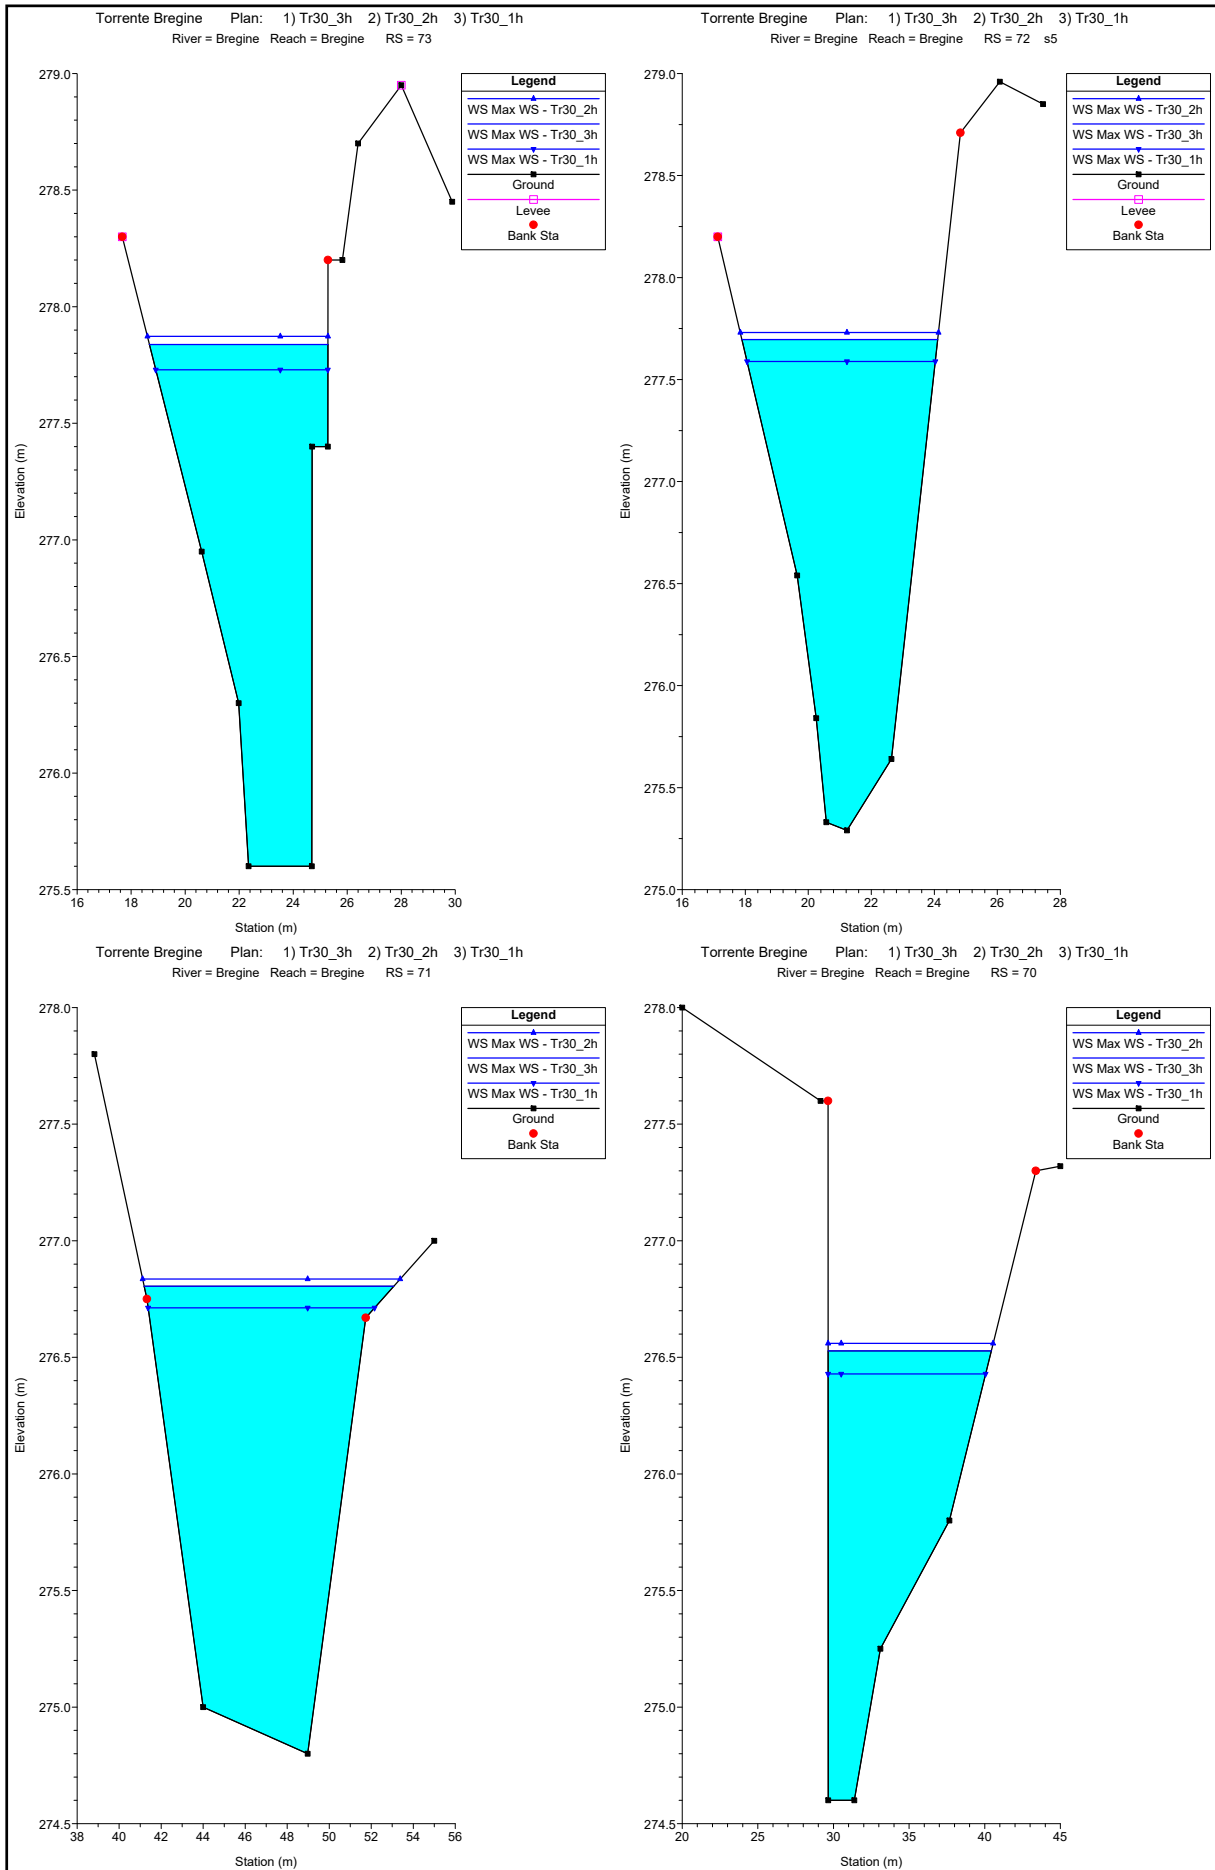 Torrente Bregine Plan: 1) Tr30_3h 2) Tr30_2h 3) Tr30_1h
River = Bregine Reach = Bregine RS = 73
279.0
278.5
278.0
277.5
277.0
276.5
276.0
275.5
Elevation (m)
16 18 20 22 24 26 28 30
Station (m)
Legend
WS Max WS - Tr30_2h
WS Max WS - Tr30_3h
WS Max WS - Tr30_1h
Ground
Levee
Bank Sta
Torrente Bregine Plan: 1) Tr30_3h 2) Tr30_2h 3) Tr30_1h
River = Bregine Reach = Bregine RS = 72 s5
279.0
278.5
278.0
277.5
277.0
276.5
276.0
275.5
275.0
Elevation (m)
16 18 20 22 24 26 28
Station (m)
Legend
WS Max WS - Tr30_2h
WS Max WS - Tr30_3h
WS Max WS - Tr30_1h
Ground
Levee
Bank Sta
Torrente Bregine Plan: 1) Tr30_3h 2) Tr30_2h 3) Tr30_1h
River = Bregine Reach = Bregine RS = 71
278.0
277.5
277.0
276.5
276.0
275.5
275.0
274.5
Elevation (m)
38 40 42 44 46 48 50 52 54 56
Station (m)
Legend
WS Max WS - Tr30_2h
WS Max WS - Tr30_3h
WS Max WS - Tr30_1h
Ground
Bank Sta
Torrente Bregine Plan: 1) Tr30_3h 2) Tr30_2h 3) Tr30_1h
River = Bregine Reach = Bregine RS = 70
278.0
277.5
277.0
276.5
276.0
275.5
275.0
274.5
Elevation (m)
20 25 30 35 40 45
Station (m)
Legend
WS Max WS - Tr30_2h
WS Max WS - Tr30_3h
WS Max WS - Tr30_1h
Ground
Bank Sta